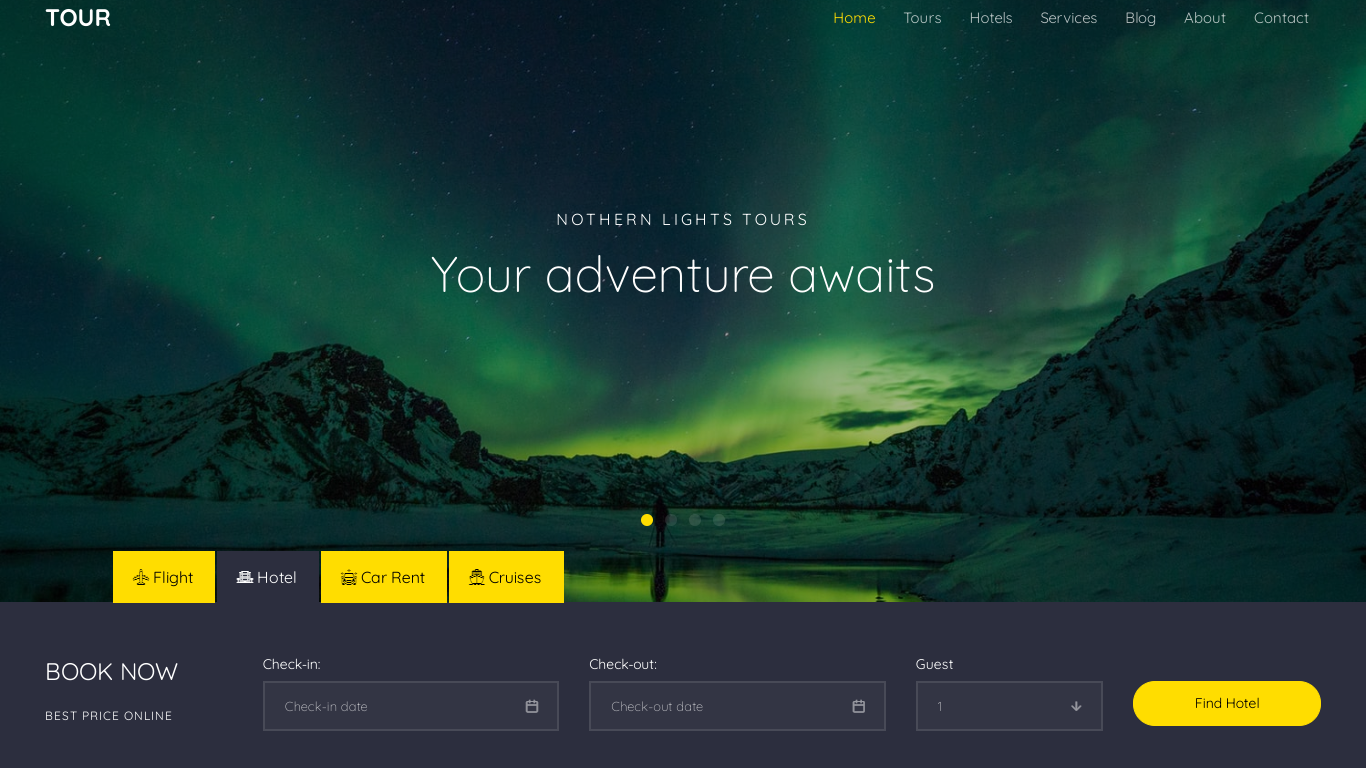 TOUR
Home Tours Hotels Services Blog About Contact
NOTHERN LIGHTS TOURS
Your adventure awaits
Flight Hotel Car Rent Cruises
BOOK NOW
BEST PRICE ONLINE
Check-in:
Check-in date
Check-out:
Check-out date
Guest
1
Find Hotel